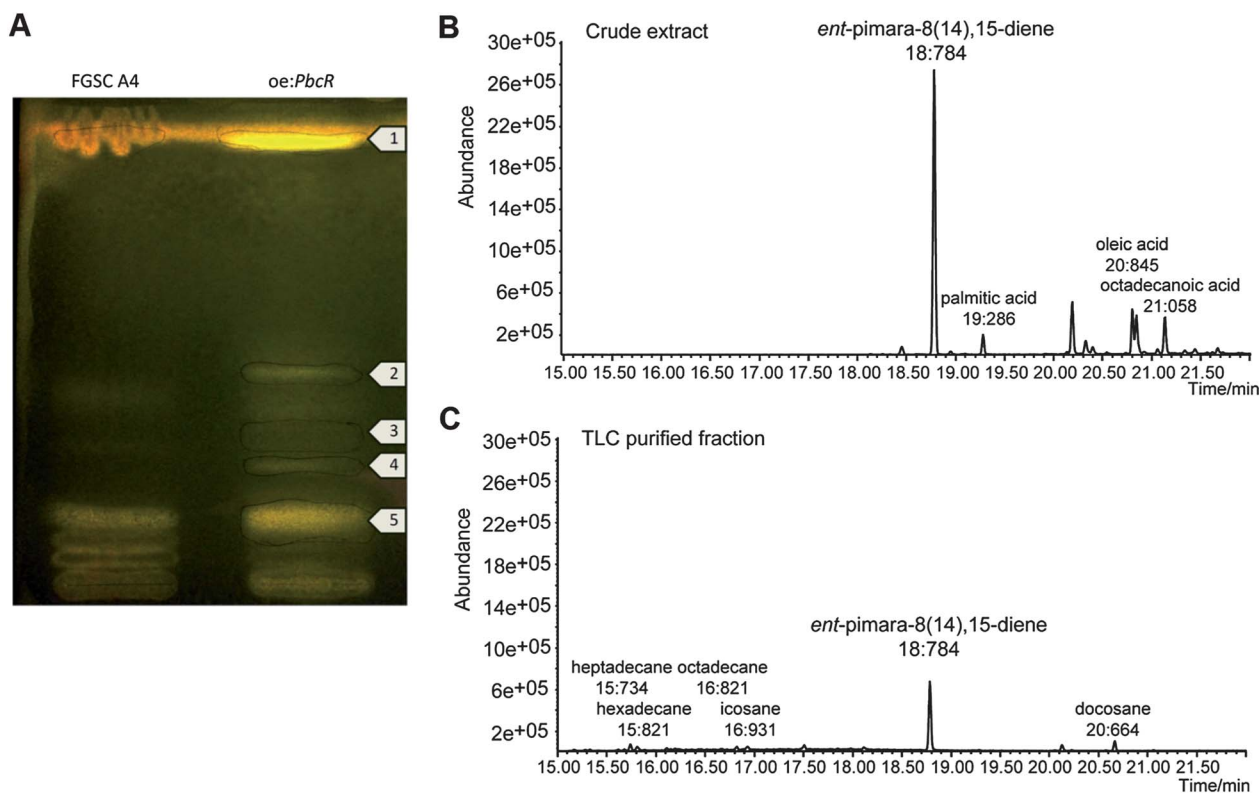 A
FGSC A4
oe:PbcR
1
2
3
4
5
B
Crude extract
ent-pimara-8(14),15-diene
18:784
30e+05
26e+05
22e+05
18e+05
14e+05
10e+05
6e+05
2e+05
Abundance
palmitic acid
19:286
oleic acid
20:845
octadecanoic acid
21:058
15.00 15.50 16.00 16.50 17.00 17.50 18.00 18.50 19.00 19.50 20.00 20.50 21.00 21.50
Time/min
C
TLC purified fraction
30e+05
26e+05
22e+05
18e+05
14e+05
10e+05
6e+05
2e+05
Abundance
ent-pimara-8(14),15-diene
18:784
heptadecane octadecane
15:734 16:821
hexadecane icosane
15:821 16:931
docosane
20:664
15.00 15.50 16.00 16.50 17.00 17.50 18.00 18.50 19.00 19.50 20.00 20.50 21.00 21.50
Time/min